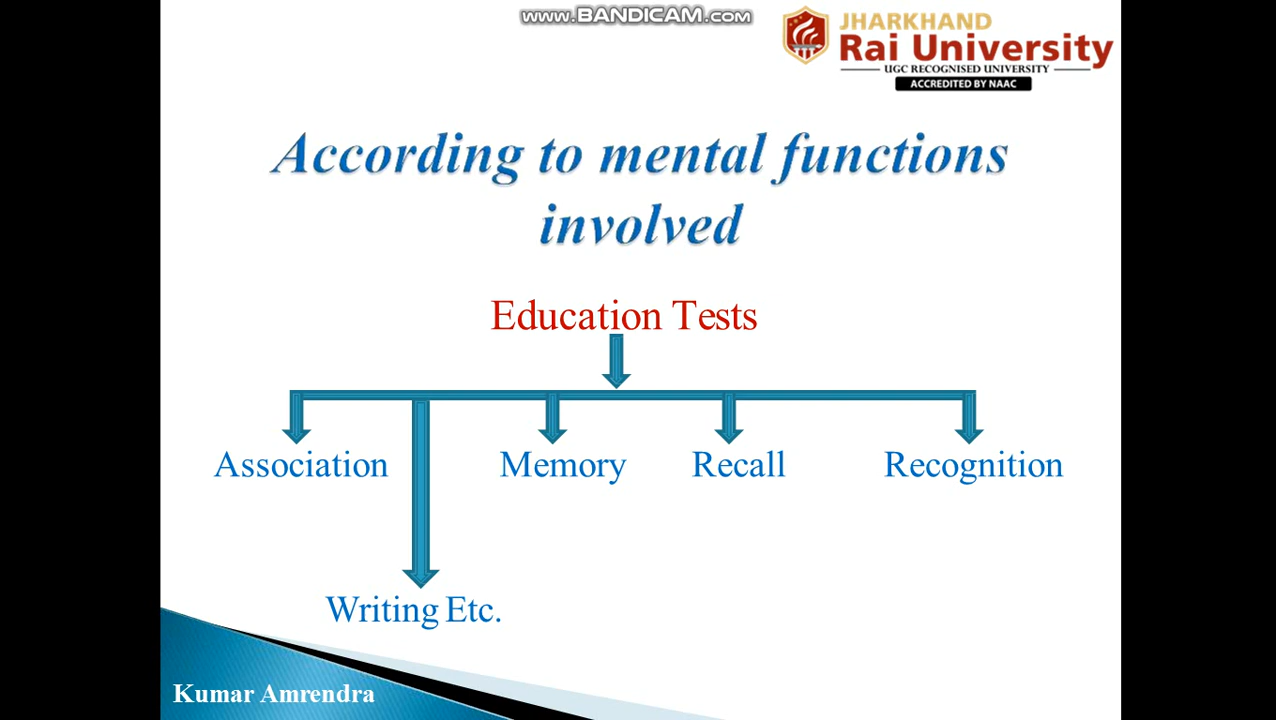 www.BANDICAM.com
JHARKHAND
Rai University
UGC RECOGNISED UNIVERSITY
ACCREDITED BY NAAC
According to mental functions
involved
Education Tests
Association Memory Recall Recognition
Writing Etc.
Kumar Amrendra